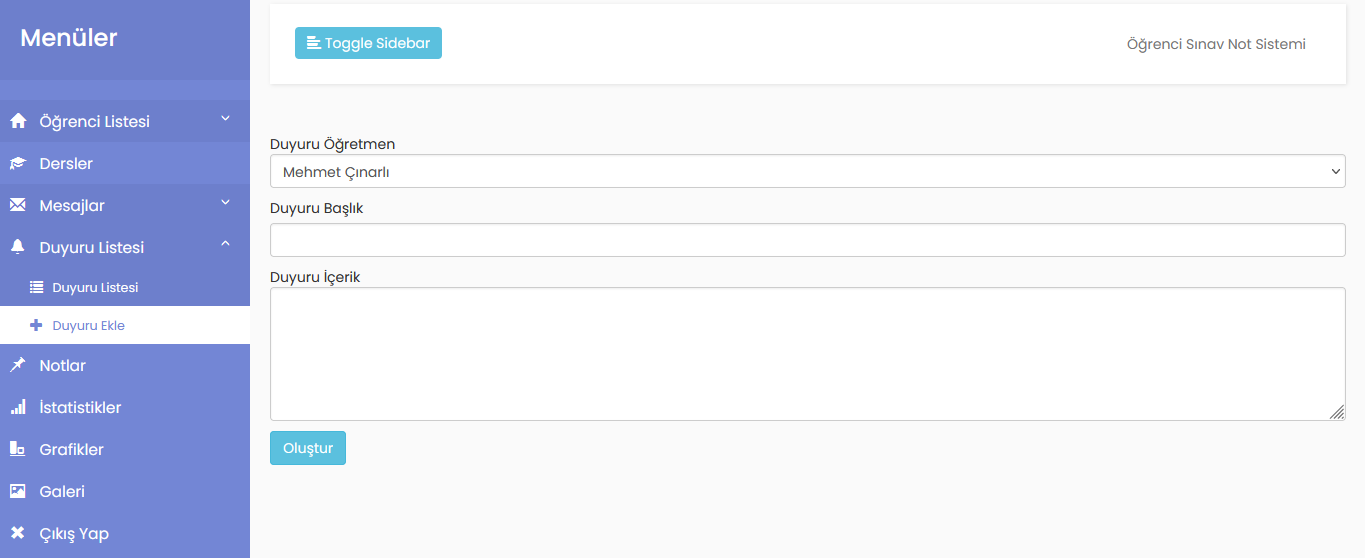 Menüler
Toggle Sidebar
Öğrenci Sınav Not Sistemi
Öğrenci Listesi
Dersler
Mesajlar
Duyuru Listesi
Duyuru Listesi
Duyuru Ekle
Notlar
İstatistikler
Grafikler
Galeri
Çıkış Yap
Duyuru Öğretmen
Mehmet Çınarlı
Duyuru Başlık
Duyuru İçerik
Oluştur